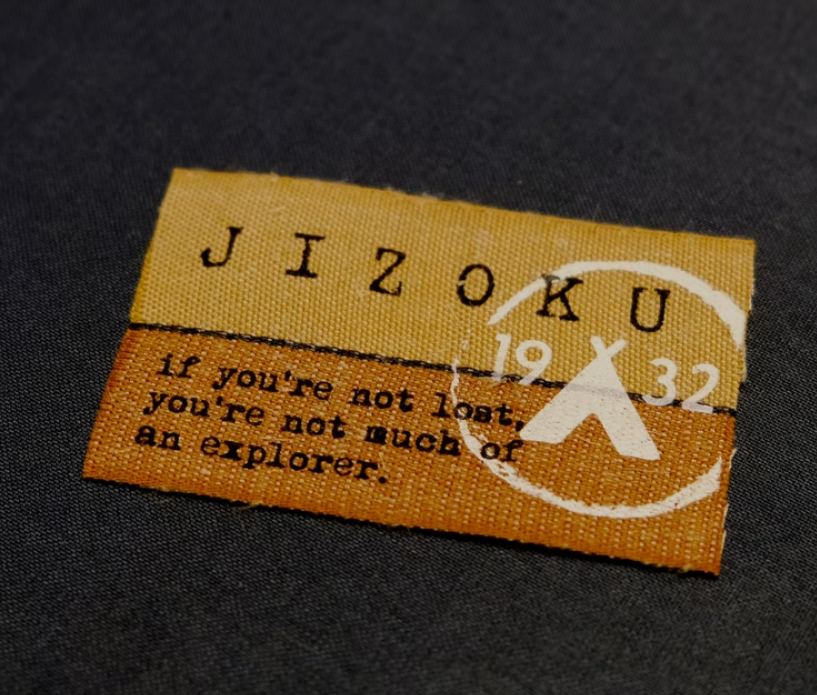 JIZOKU
19 32
if you're not lost,
you're not much of
an explorer.